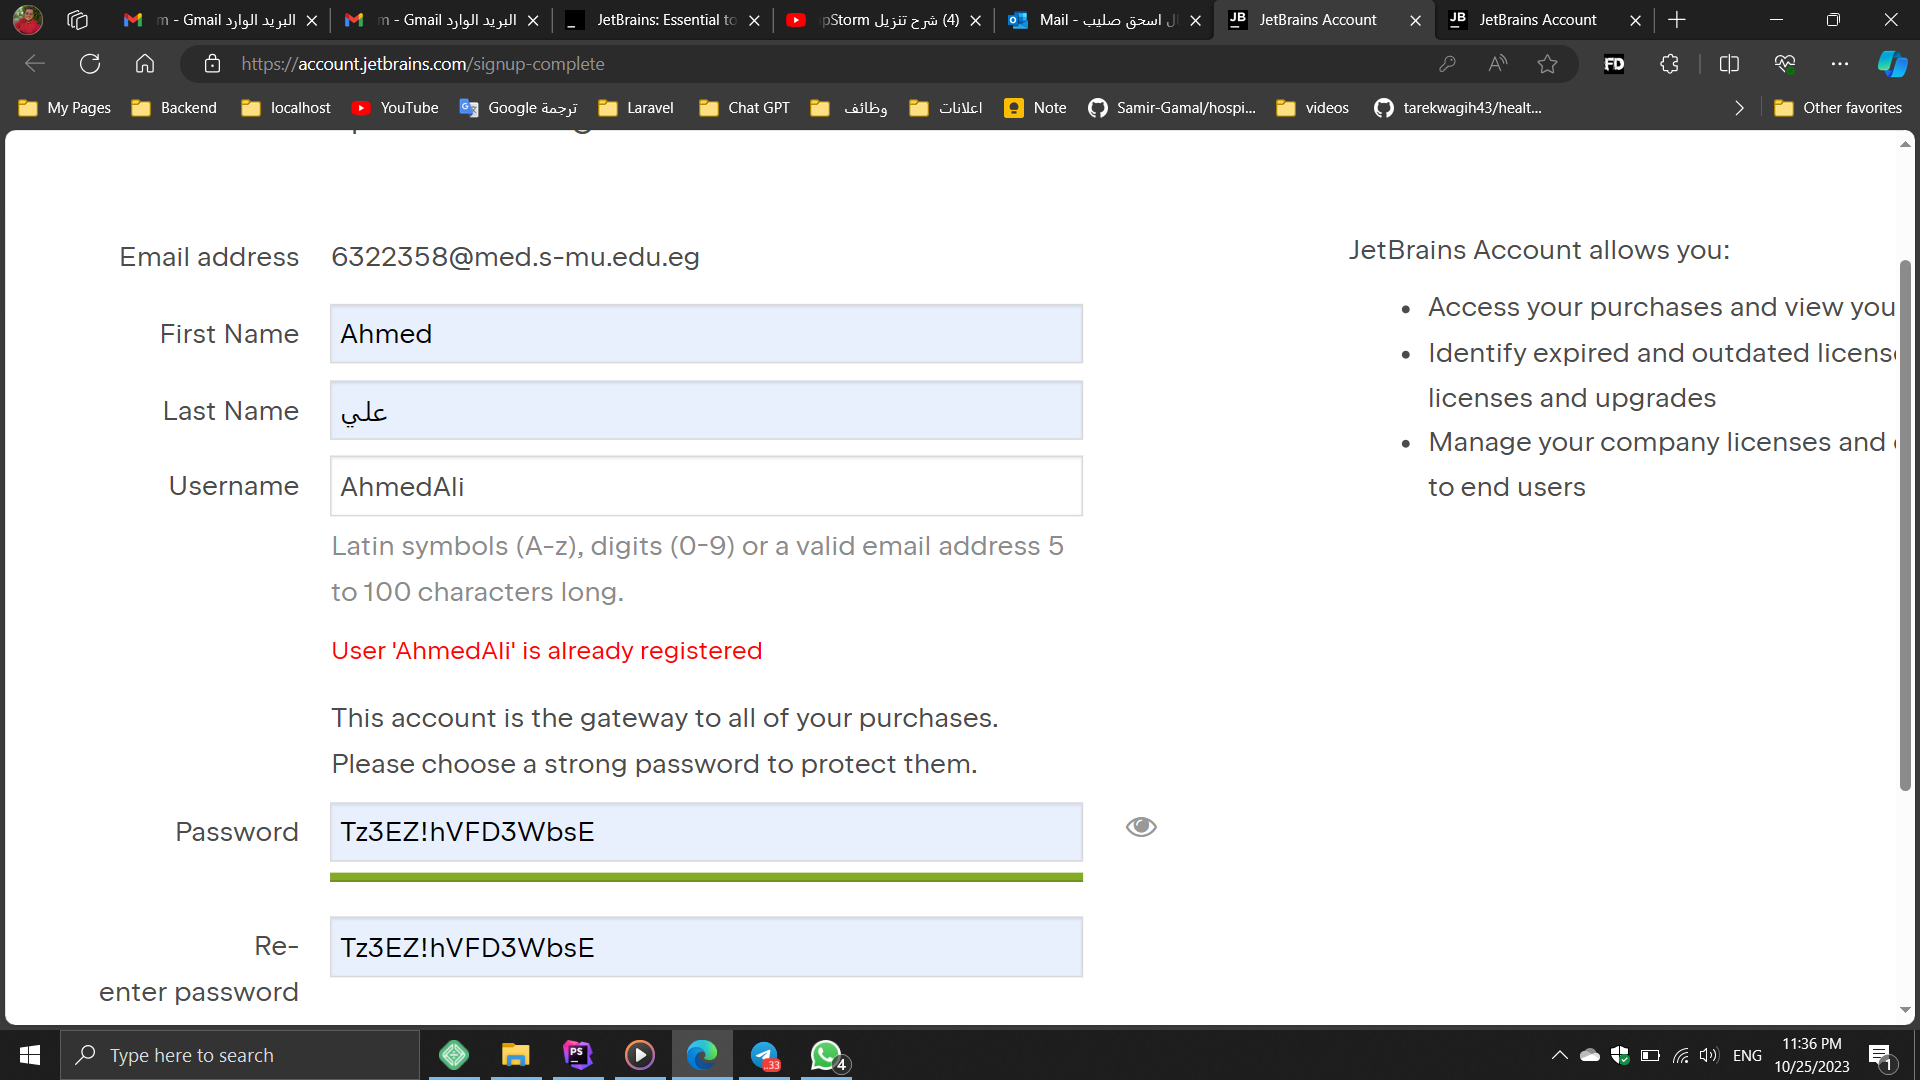 m - Gmail البريد الوارد
m - Gmail البريد الوارد
JetBrains: Essential to
pStorm شرح تنزيل (4)
Mail - ال اسحق صليب
JB JetBrains Account
JB JetBrains Account
https://account.jetbrains.com/signup-complete
FD
My Pages
Backend
localhost
YouTube
Google ترجمة
Laravel
Chat GPT
وظائف
اعلانات
Note
Samir-Gamal/hospi...
videos
tarekwagih43/healt...
Other favorites
Email address 6322358@med.s-mu.edu.eg
First Name Ahmed
Last Name علي
Username AhmedAli
Latin symbols (A-z), digits (0-9) or a valid email address 5
to 100 characters long.
User 'AhmedAli' is already registered
This account is the gateway to all of your purchases.
Please choose a strong password to protect them.
Password Tz3EZ!hVFD3WbsE
Re-
enter password
Tz3EZ!hVFD3WbsE
JetBrains Account allows you:
• Access your purchases and view you
• Identify expired and outdated license
licenses and upgrades
• Manage your company licenses and
to end users
Type here to search
PS
..33
4
ENG
11:36 PM
10/25/2023
1